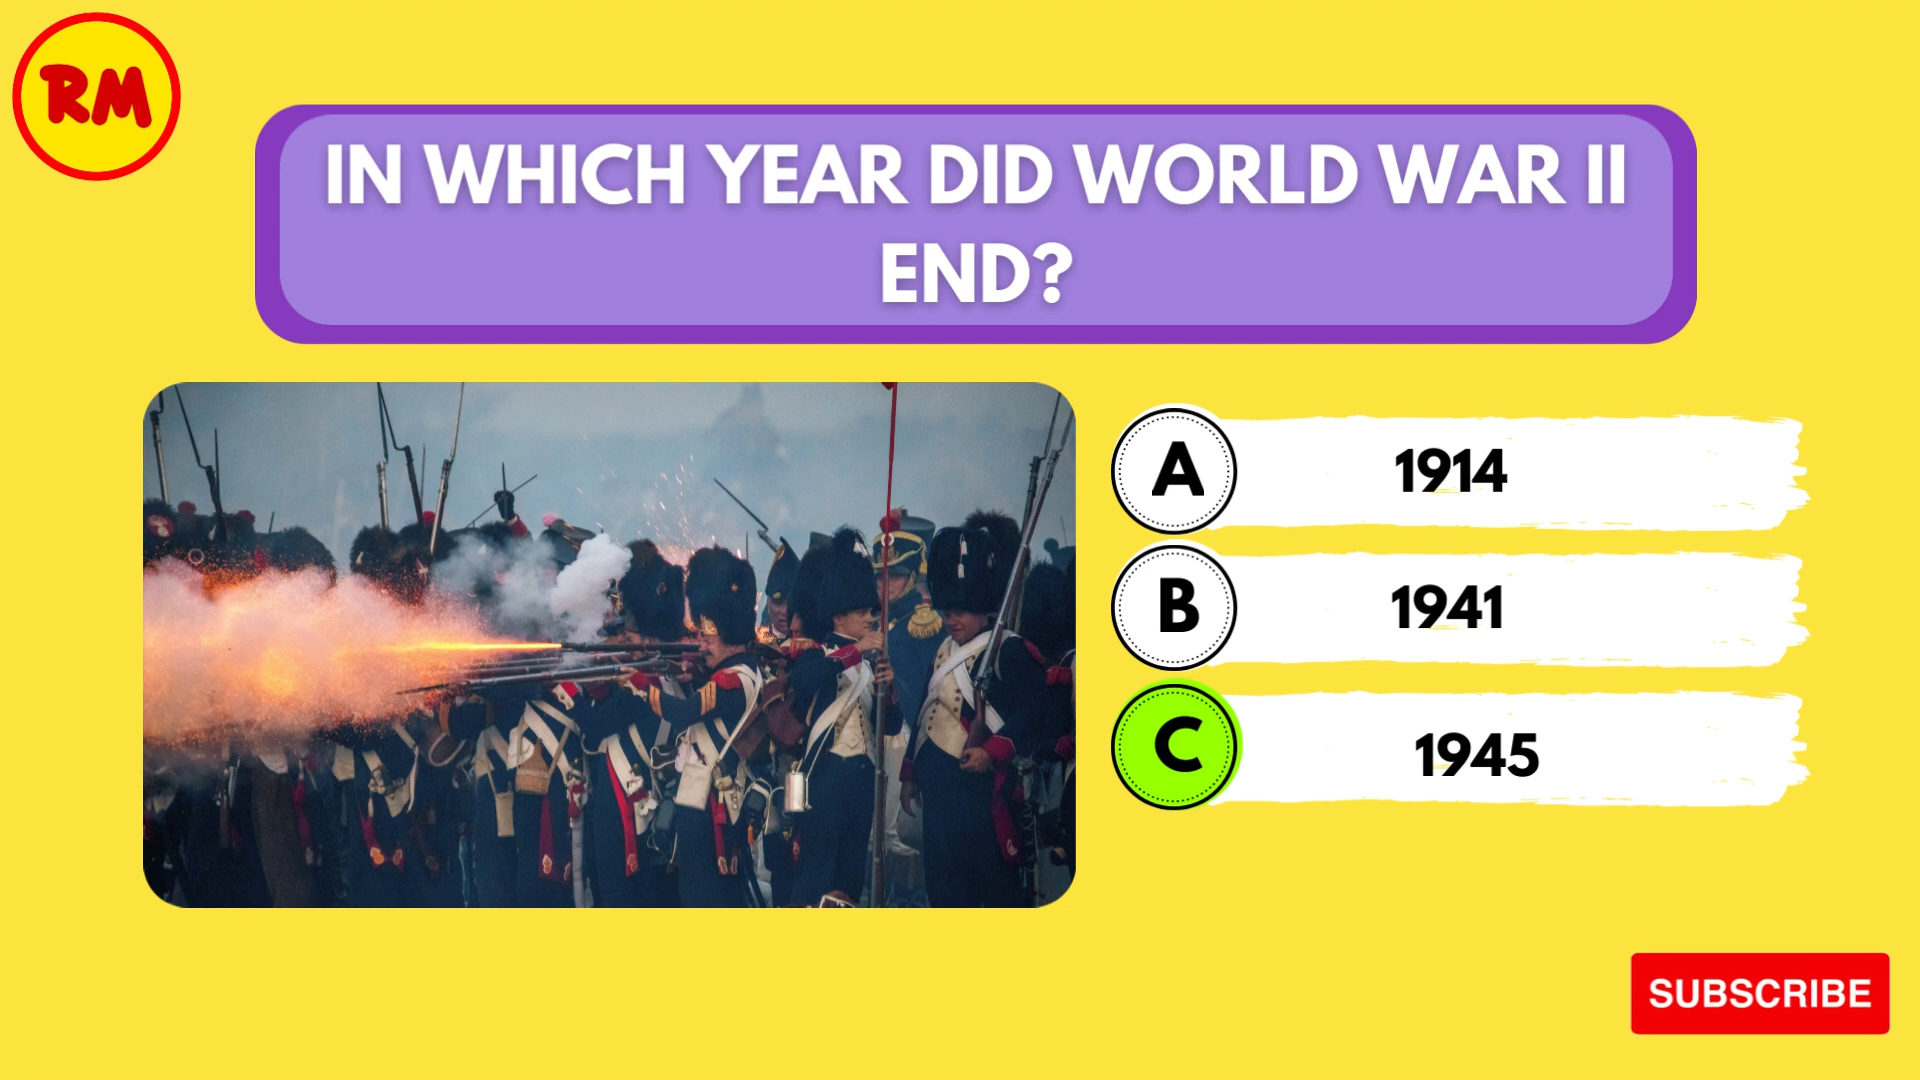 RM
IN WHICH YEAR DID WORLD WAR II
END?
A 1914
B 1941
C 1945
SUBSCRIBE